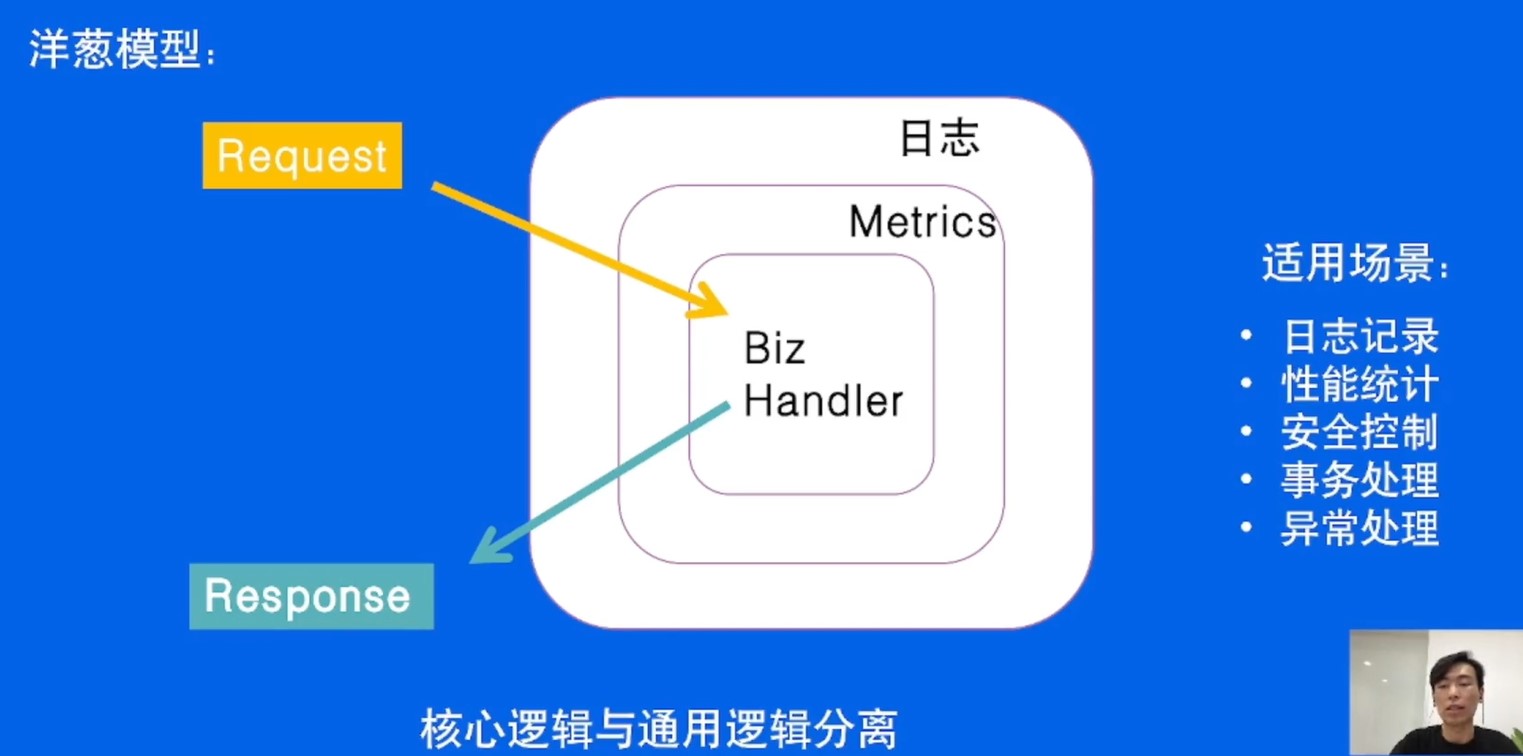 洋葱模型:
Request
日志
Metrics
适用场景:
Biz
Handler
• 日志记录
• 性能统计
• 安全控制
• 事务处理
• 异常处理
Response
核心逻辑与通用逻辑分离